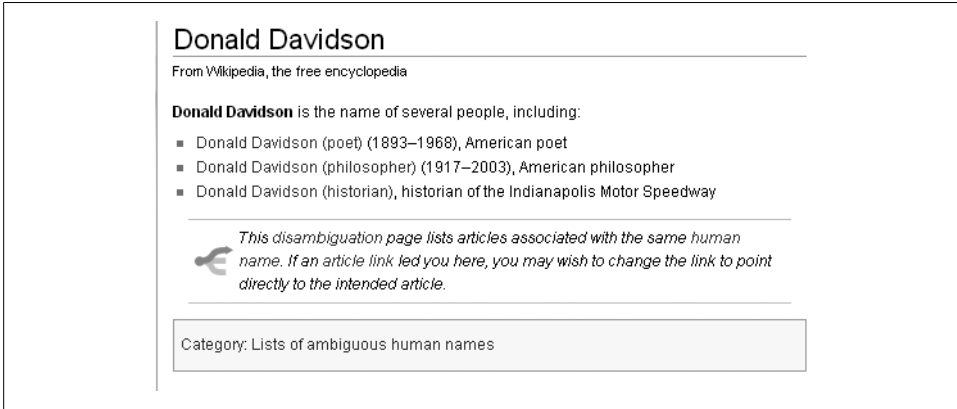 Donald Davidson
From Wikipedia, the free encyclopedia
Donald Davidson is the name of several people, including:
Donald Davidson (poet) (1893–1968), American poet
Donald Davidson (philosopher) (1917–2003), American philosopher
Donald Davidson (historian), historian of the Indianapolis Motor Speedway
This disambiguation page lists articles associated with the same human
name. If an article link led you here, you may wish to change the link to point
directly to the intended article.
Category: Lists of ambiguous human names